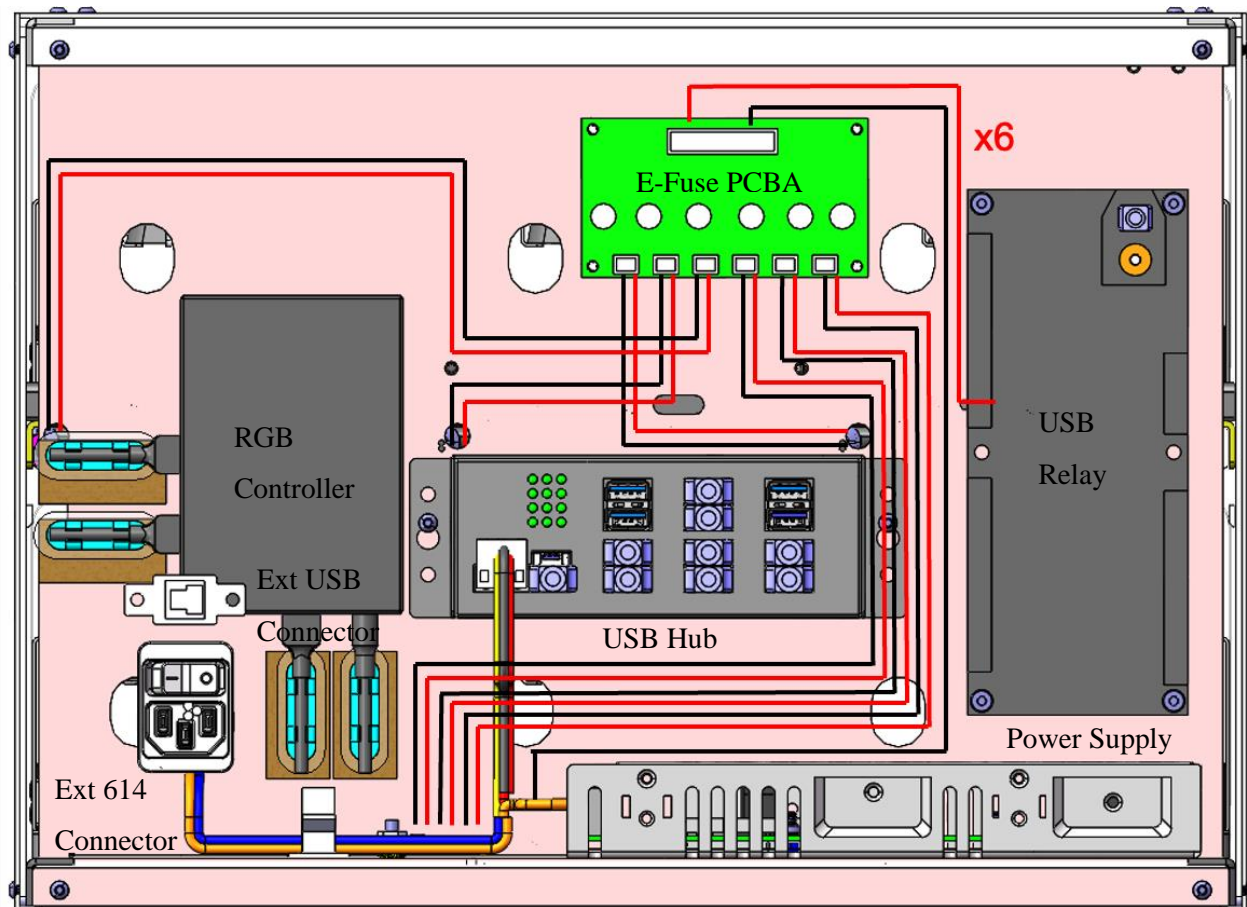 x6
E-Fuse PCBA
RGB
Controller
USB
Relay
Ext USB
Connector
USB Hub
Power Supply
Ext 614
Connector